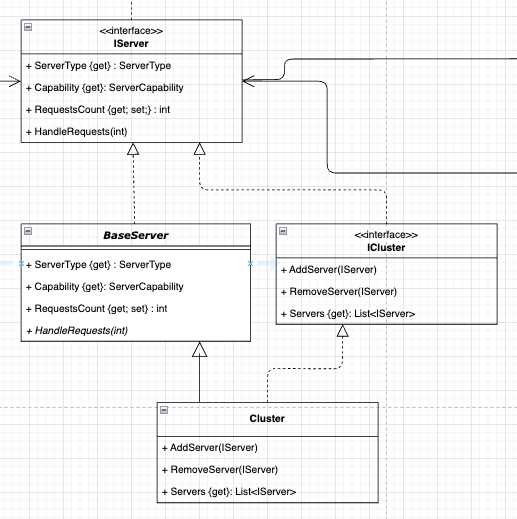 <<interface>>
IServer
+ ServerType {get} : ServerType
+ Capability {get}: ServerCapability
+ RequestsCount {get; set;} : int
+ HandleRequests(int)
BaseServer
+ ServerType {get} : ServerType
+ Capability {get}: ServerCapability
+ RequestsCount {get; set} : int
+ HandleRequests(int)
<<interface>>
ICluster
+ AddServer(IServer)
+ RemoveServer(IServer)
+ Servers {get}: List<IServer>
Cluster
+ AddServer(IServer)
+ RemoveServer(IServer)
+ Servers {get}: List<IServer>